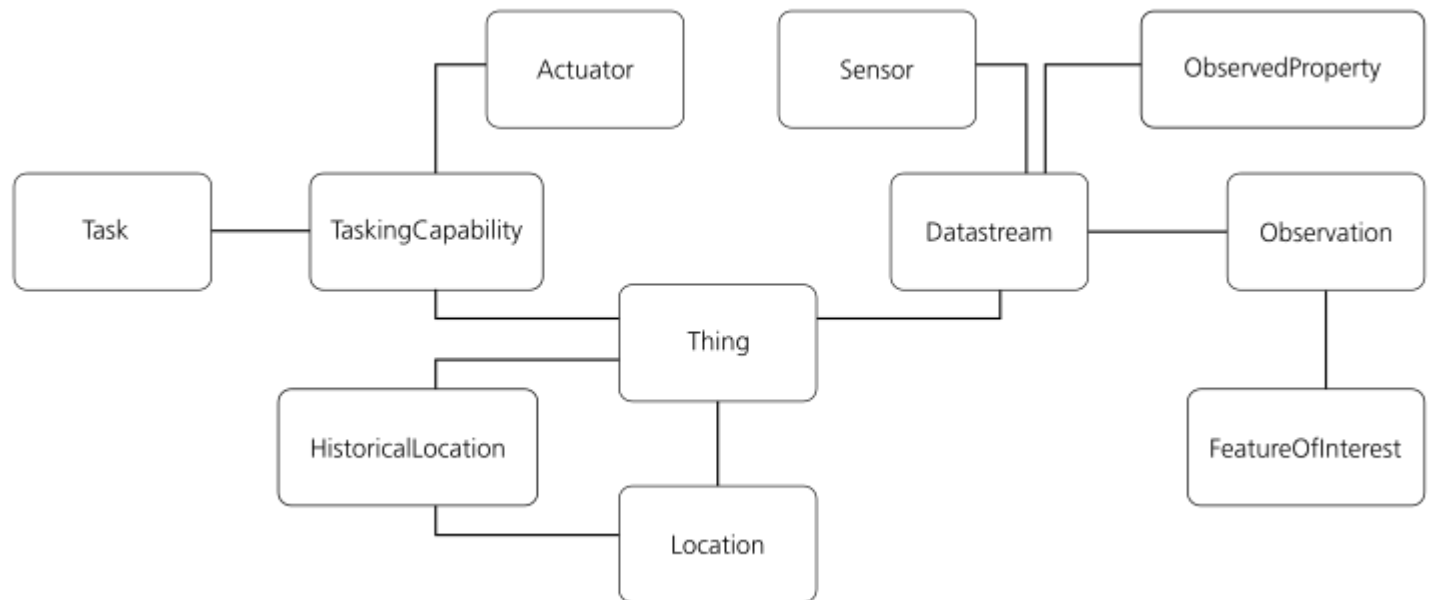 Actuator
Sensor
ObservedProperty
Task
TaskingCapability
Datastream
Observation
Thing
HistoricalLocation
FeatureOfInterest
Location